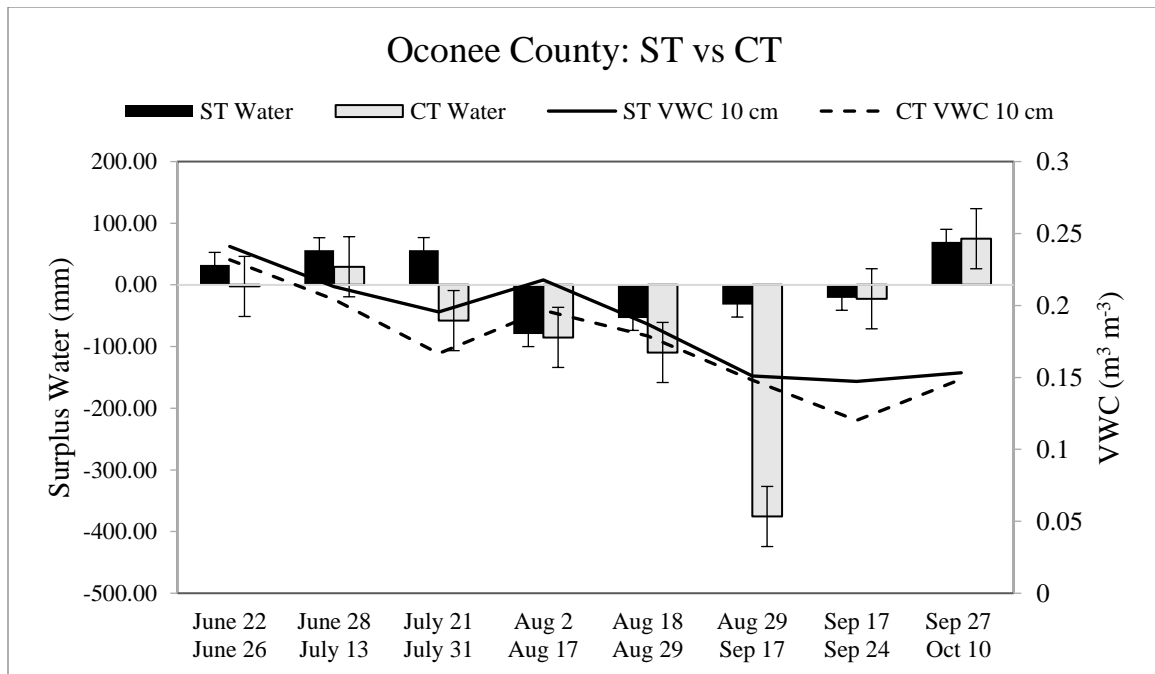 Oconee County: ST vs CT
ST Water CT Water ST VWC 10 cm CT VWC 10 cm
Surplus Water (mm)
200.00
100.00
0.00
-100.00
-200.00
-300.00
-400.00
-500.00
0.3
0.25
0.2
0.15
0.1
0.05
0
VWC (m³ m⁻³)
June 22 June 28 July 21 Aug 2 Aug 18 Aug 29 Sep 17 Sep 27
June 26 July 13 July 31 Aug 17 Aug 29 Sep 17 Sep 24 Oct 10